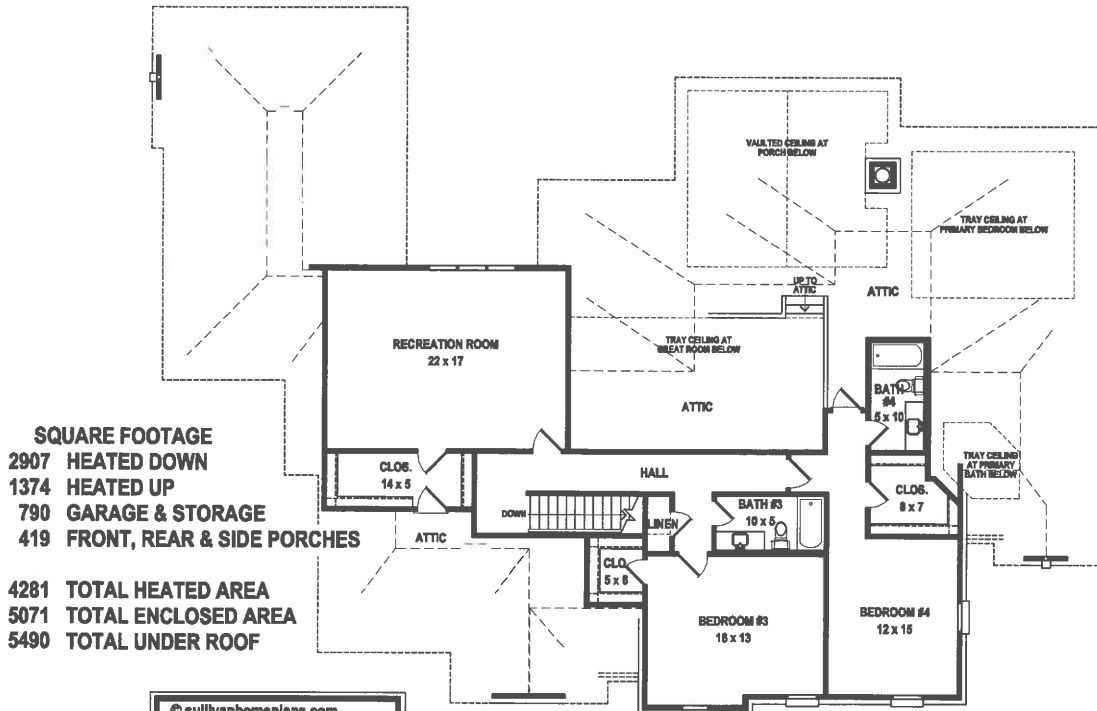 VAULTED CEILING AT
PORCH BELOW
TRAY CEILING AT
PRIMARY BEDROOM BELOW
UP TO
ATTIC
ATTIC
RECREATION ROOM
22 x 17
TRAY CEILING AT
GREAT ROOM BELOW
ATTIC
BATH
#4
5 x 10
SQUARE FOOTAGE
2907 HEATED DOWN
1374 HEATED UP
790 GARAGE & STORAGE
419 FRONT, REAR & SIDE PORCHES
4281 TOTAL HEATED AREA
5071 TOTAL ENCLOSED AREA
5490 TOTAL UNDER ROOF
CLOS.
14 x 5
HALL
TRAY CEILING
AT PRIMARY
BATH BELOW
CLOS.
8 x 7
DOWN
LINEN
BATH #3
10 x 5
ATTIC
CLO.
5 x 6
BEDROOM #3
16 x 13
BEDROOM #4
12 x 15
© sullivanhomeplans.com